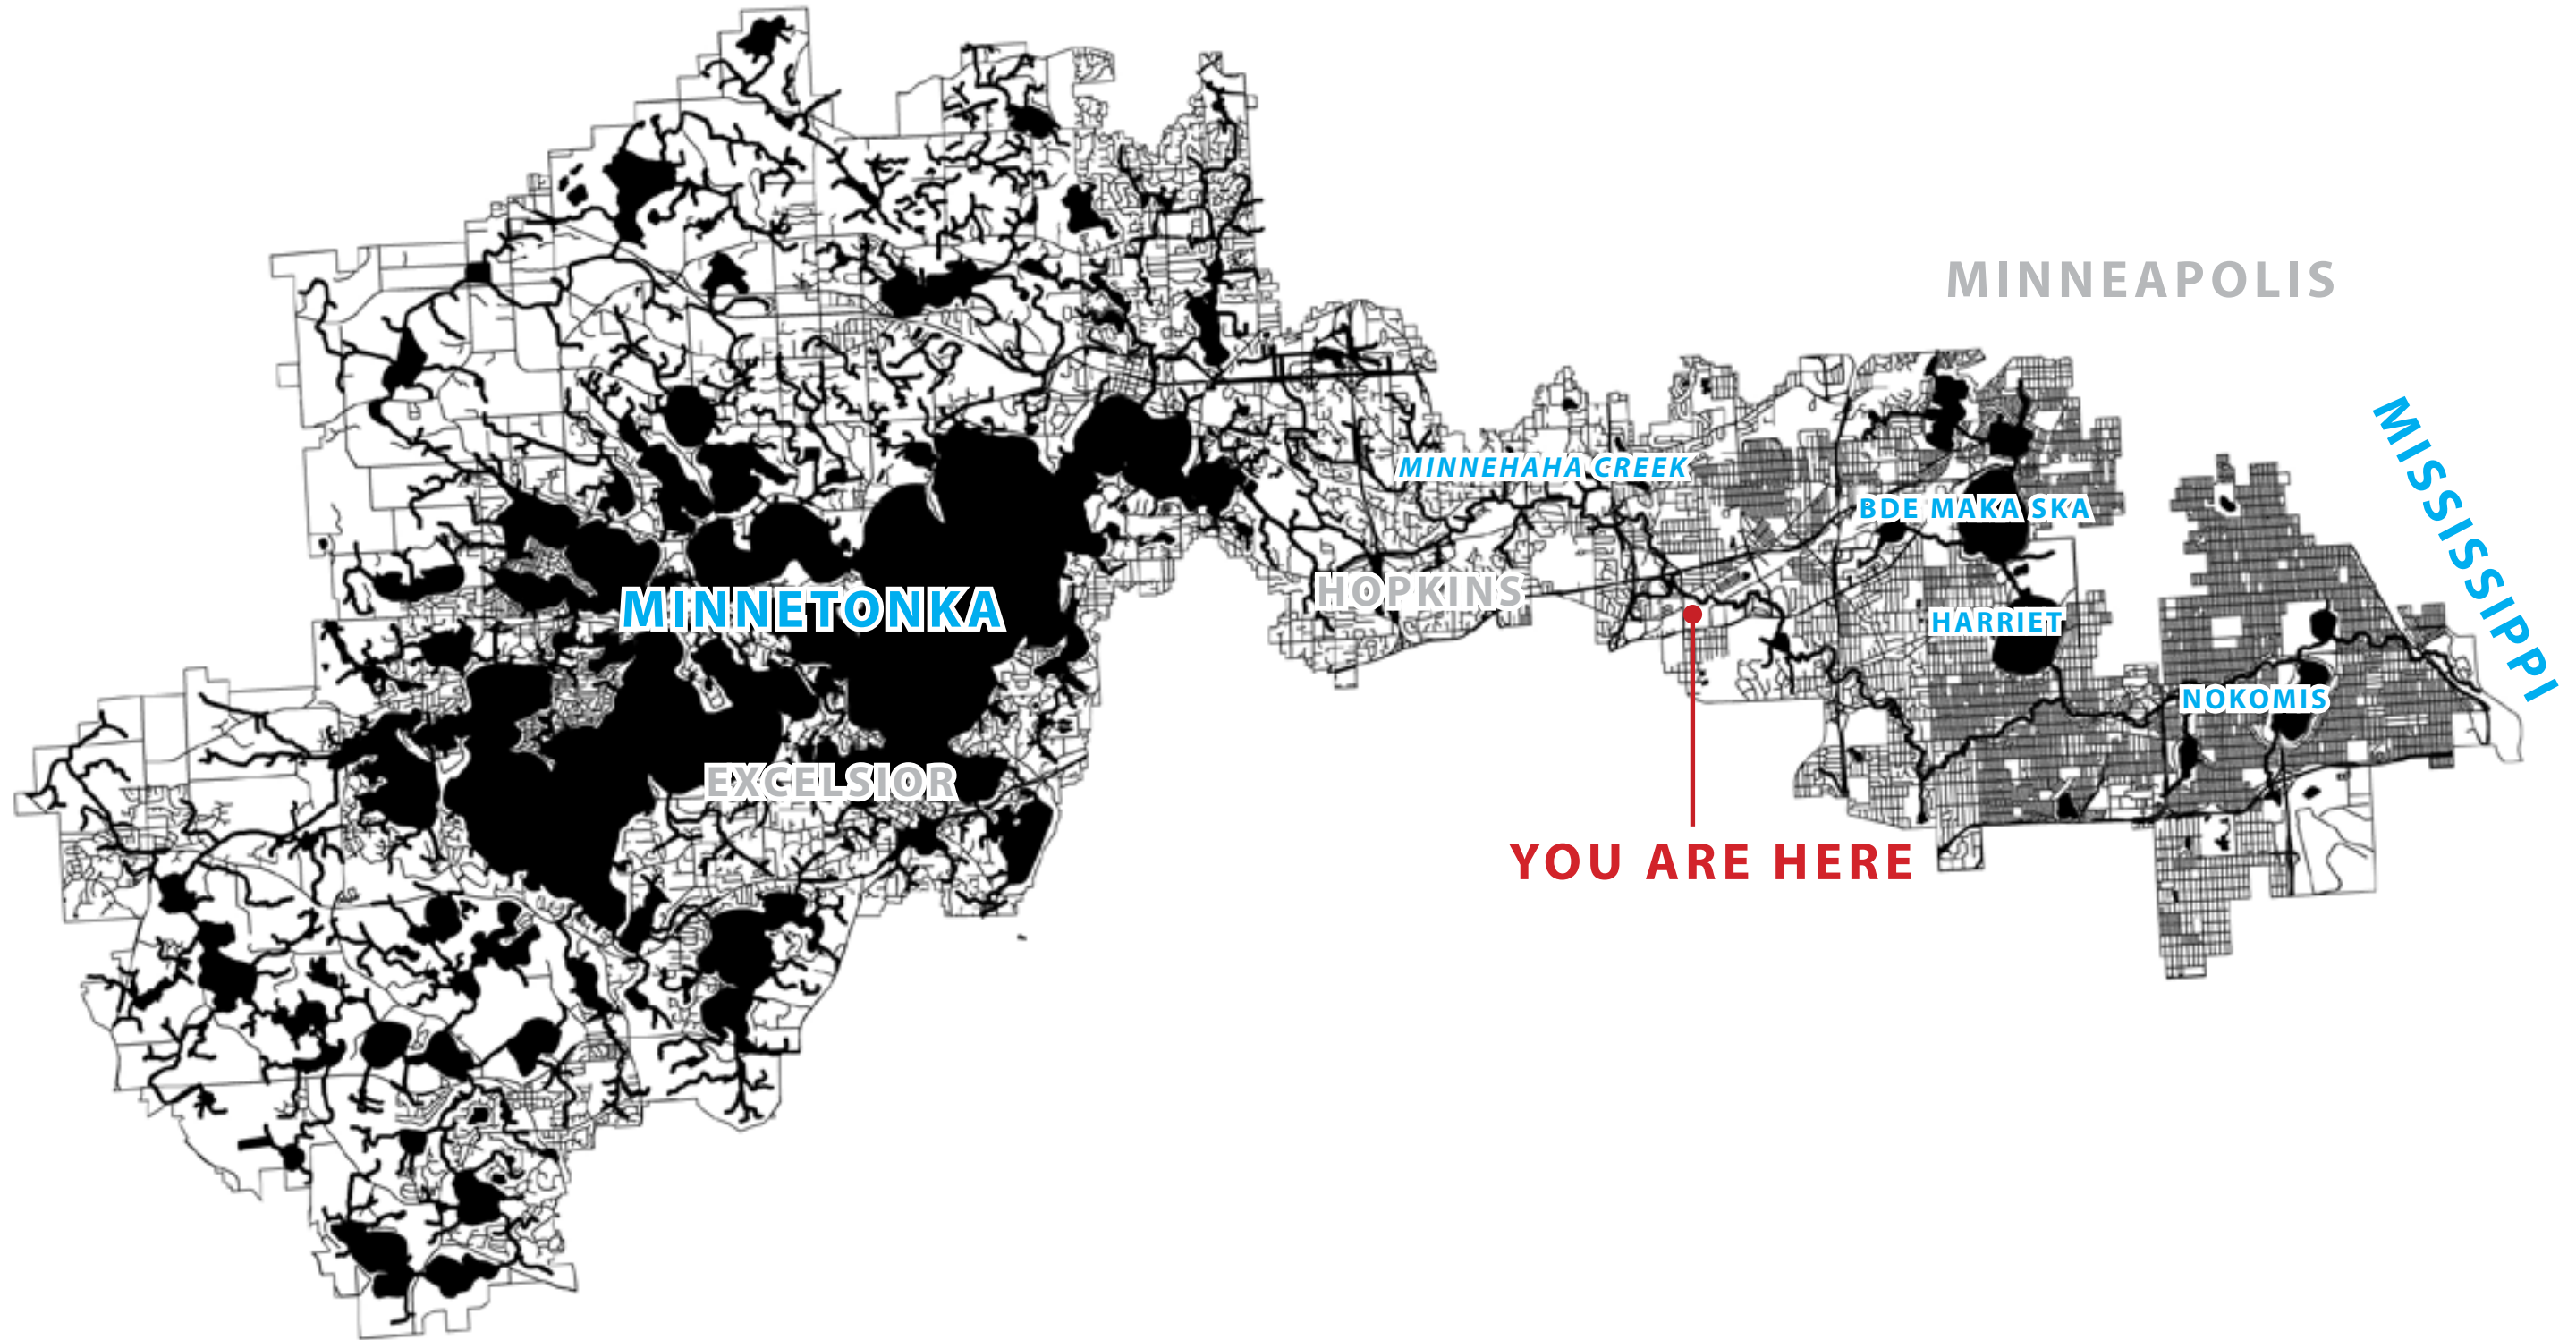 MINNEAPOLIS
MISSISSIPPI
MINNEHAHA CREEK
BDE MAKA SKA
HOPKINS
MINNETONKA
HARRIET
NOKOMIS
EXCELSIOR
YOU ARE HERE